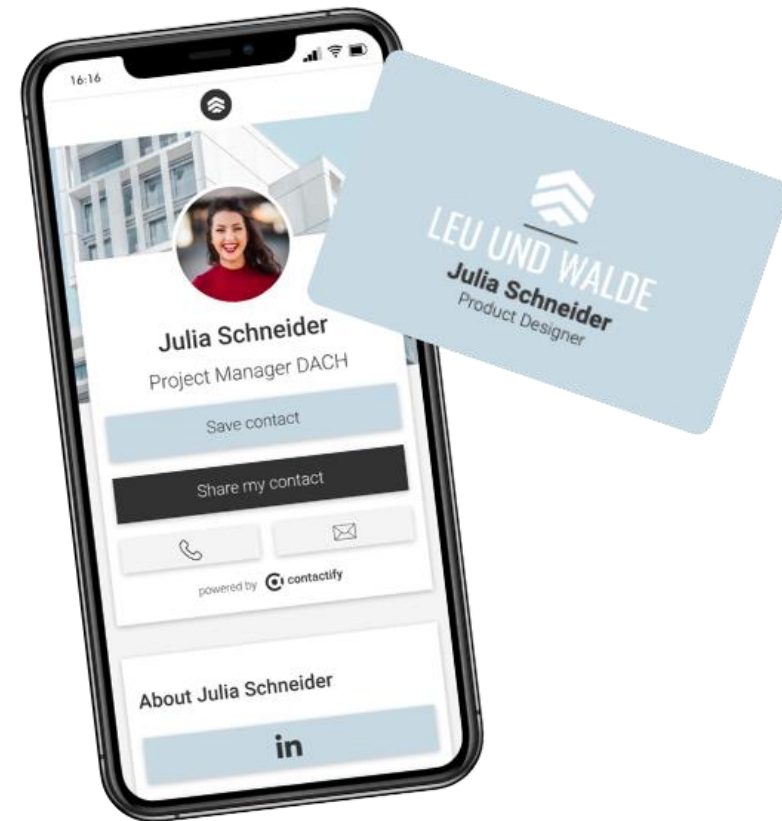 16:16
Julia Schneider
Project Manager DACH
Save contact
Share my contact
powered by contactify
About Julia Schneider
in
LEU UND WALDE
Julia Schneider
Product Designer